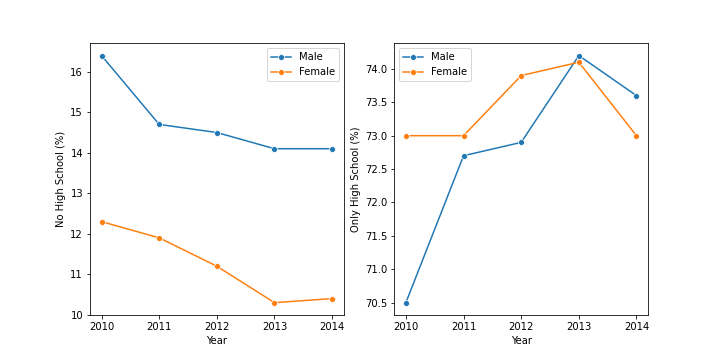 No High School (%)
16
15
14
13
12
11
10
Male
Female
2010 2011 2012 2013 2014
Year
Only High School (%)
74.0
73.5
73.0
72.5
72.0
71.5
71.0
70.5
Male
Female
2010 2011 2012 2013 2014
Year